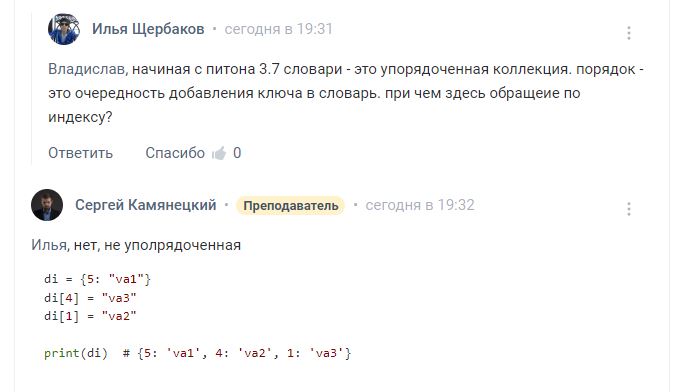 Илья Щербаков • сегодня в 19:31
Владислав, начиная с питона 3.7 словари - это упорядоченная коллекция. порядок -
это очередность добавления ключа в словарь. при чем здесь обращеие по
индексу?
Ответить Спасибо 0
Сергей Камянецкий • Преподаватель • сегодня в 19:32
Илья, нет, не уполрядоченная
di = {5: "va1"}
di[4] = "va3"
di[1] = "va2"
print(di)  # {5: 'va1', 4: 'va2', 1: 'va3'}